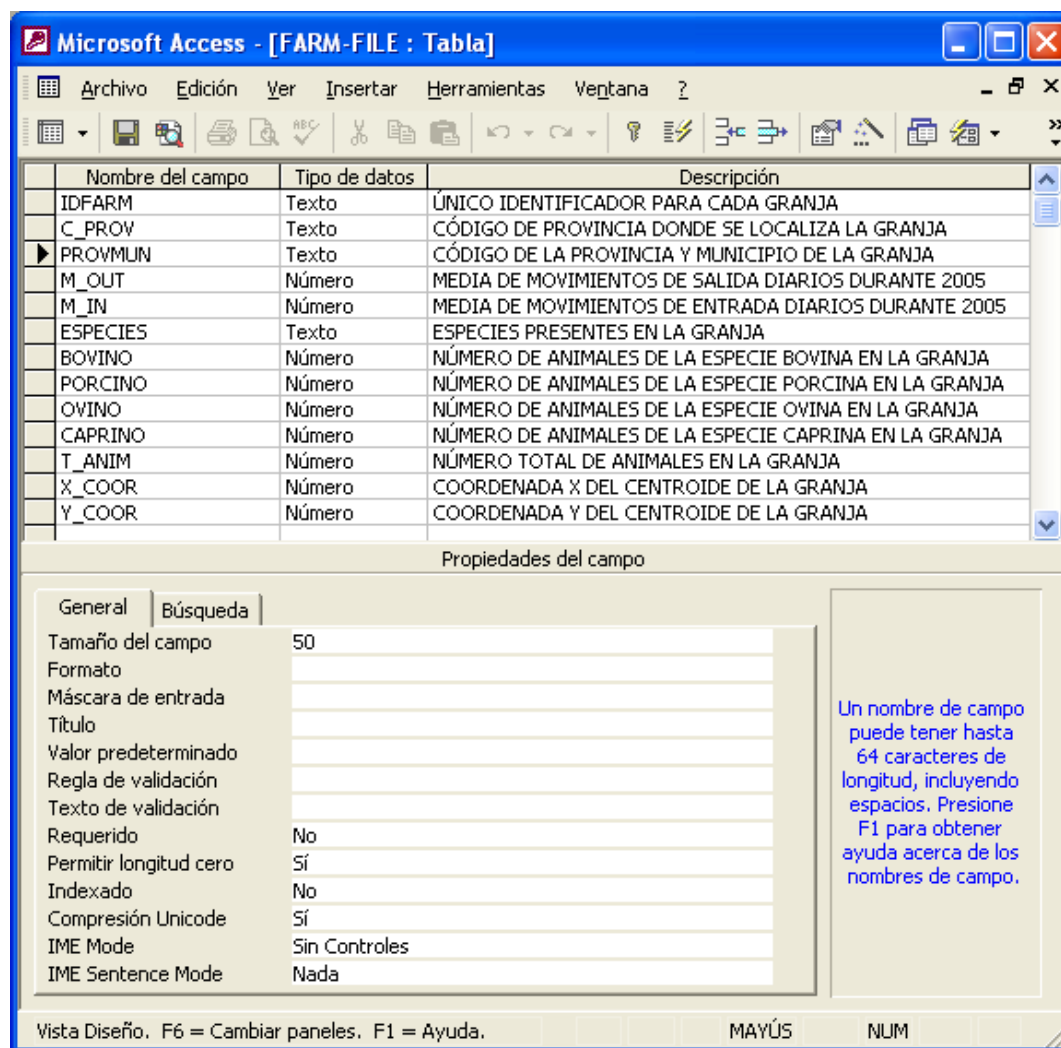 Microsoft Access - [FARM-FILE : Tabla]
Archivo Edición Ver Insertar Herramientas Ventana ?
ABC
Nombre del campo Tipo de datos Descripción
IDFARM Texto ÚNICO IDENTIFICADOR PARA CADA GRANJA
C_PROV Texto CÓDIGO DE PROVINCIA DONDE SE LOCALIZA LA GRANJA
PROVMUN Texto CÓDIGO DE LA PROVINCIA Y MUNICIPIO DE LA GRANJA
M_OUT Número MEDIA DE MOVIMIENTOS DE SALIDA DIARIOS DURANTE 2005
M_IN Número MEDIA DE MOVIMIENTOS DE ENTRADA DIARIOS DURANTE 2005
ESPECIES Texto ESPECIES PRESENTES EN LA GRANJA
BOVINO Número NÚMERO DE ANIMALES DE LA ESPECIE BOVINA EN LA GRANJA
PORCINO Número NÚMERO DE ANIMALES DE LA ESPECIE PORCINA EN LA GRANJA
OVINO Número NÚMERO DE ANIMALES DE LA ESPECIE OVINA EN LA GRANJA
CAPRINO Número NÚMERO DE ANIMALES DE LA ESPECIE CAPRINA EN LA GRANJA
T_ANIM Número NÚMERO TOTAL DE ANIMALES EN LA GRANJA
X_COOR Número COORDENADA X DEL CENTROIDE DE LA GRANJA
Y_COOR Número COORDENADA Y DEL CENTROIDE DE LA GRANJA
Propiedades del campo
General Búsqueda
Tamaño del campo 50
Formato
Máscara de entrada
Título
Valor predeterminado
Regla de validación
Texto de validación
Requerido No
Permitir longitud cero Sí
Indexado No
Compresión Unicode Sí
IME Mode Sin Controles
IME Sentence Mode Nada
Un nombre de campo
puede tener hasta
64 caracteres de
longitud, incluyendo
espacios. Presione
F1 para obtener
ayuda acerca de los
nombres de campo.
Vista Diseño. F6 = Cambiar paneles. F1 = Ayuda. MAYÚS NUM